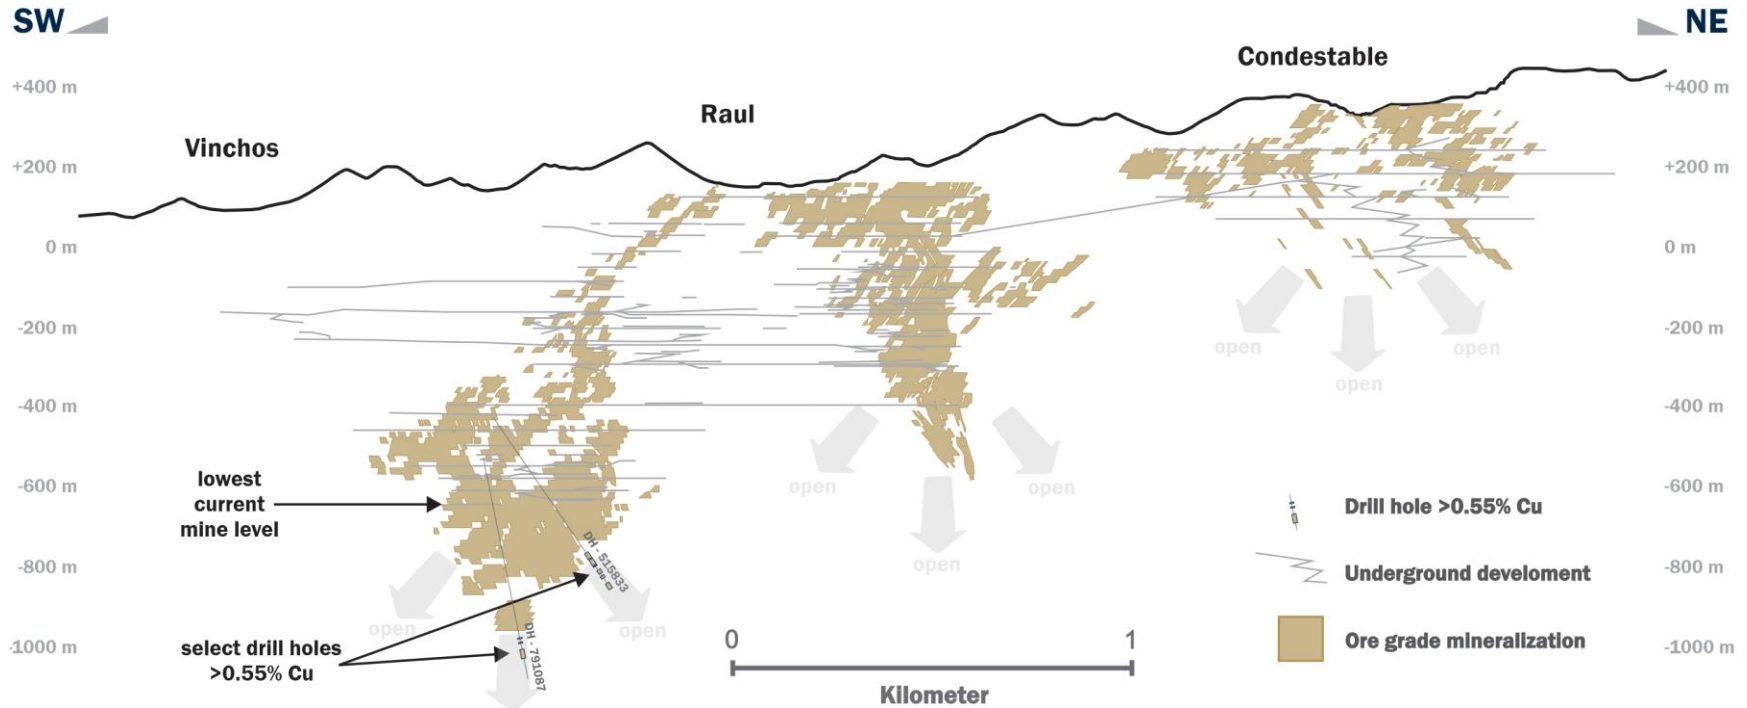 SW
NE
Condestable
+400 m
+400 m
Raul
Vinchos
+200 m
+200 m
0 m
0 m
-200 m
-200 m
open
open
open
-400 m
-400 m
lowest
current
mine level
-600 m
-600 m
open
open
open
Drill hole >0.55% Cu
-800 m
-800 m
DH - 515833
Underground develoment
open
open
select drill holes
>0.55% Cu
DH - 791087
0
1
Kilometer
Ore grade mineralization
-1000 m
-1000 m